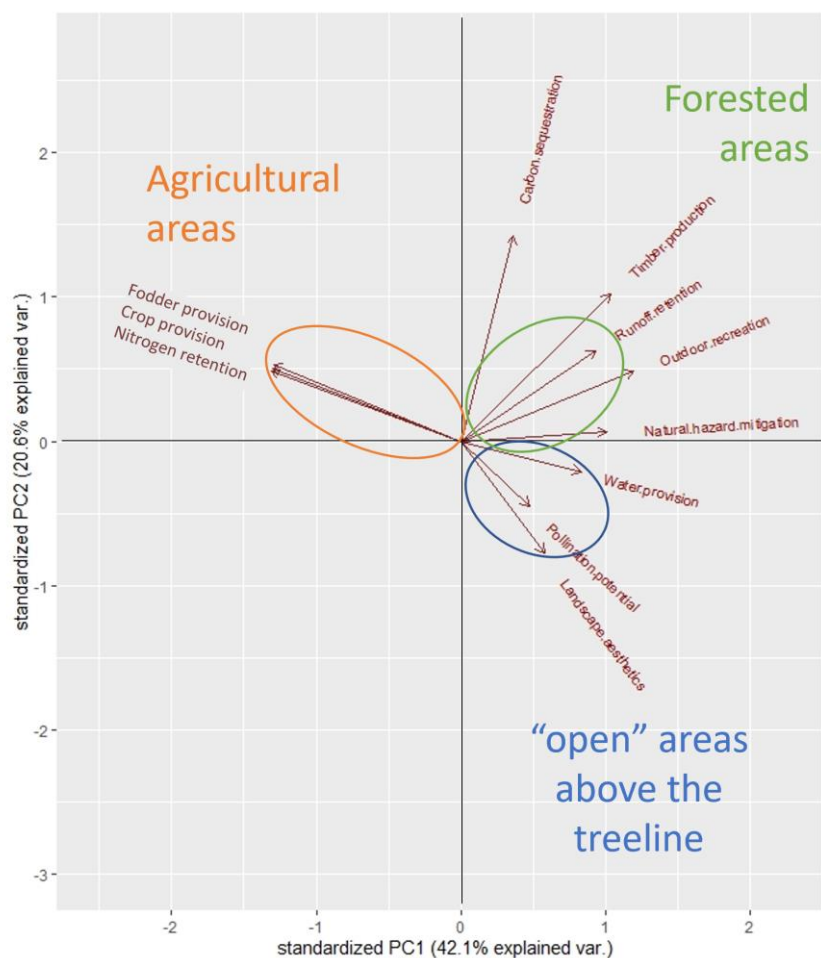 Carbon.sequestration
Forested
areas
Agricultural
areas
Timber.production
Runoff.retention
Outdoor.recreation
Fodder provision
Crop provision
Nitrogen retention
Natural.hazard.mitigation
Water.provision
Pollination.potential
Landscape.aesthetics
“open” areas
above the
treeline
standardized PC2 (20.6% explained var.)
2
1
0
-1
-2
-3
-2
-1
0
1
2
standardized PC1 (42.1% explained var.)